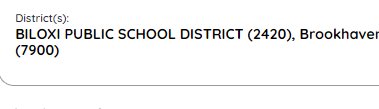 District(s):
BILOXI PUBLIC SCHOOL DISTRICT (2420), Brookhaven
(7900)